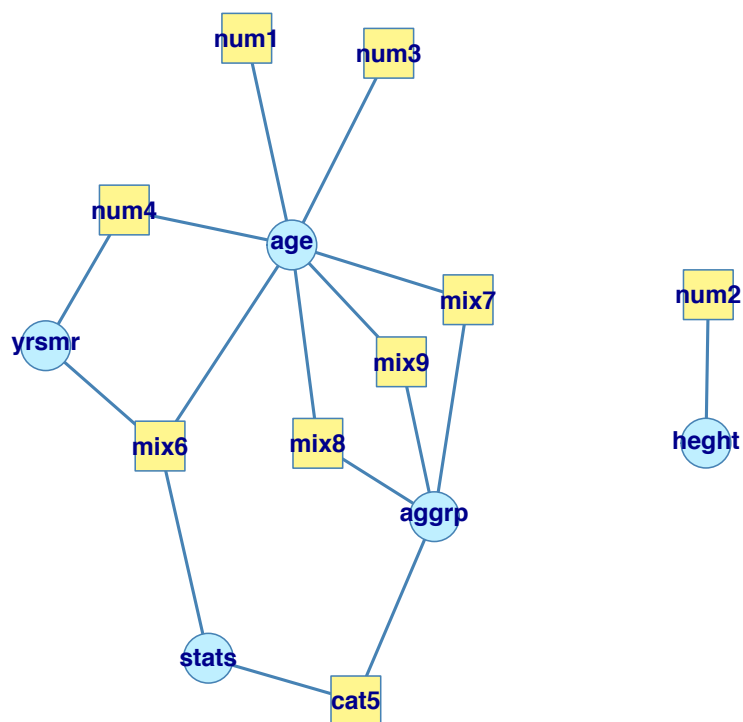 num1
num3
num4
age
mix7
num2
yrsmr
mix9
mix6
mix8
heght
aggrp
stats
cat5